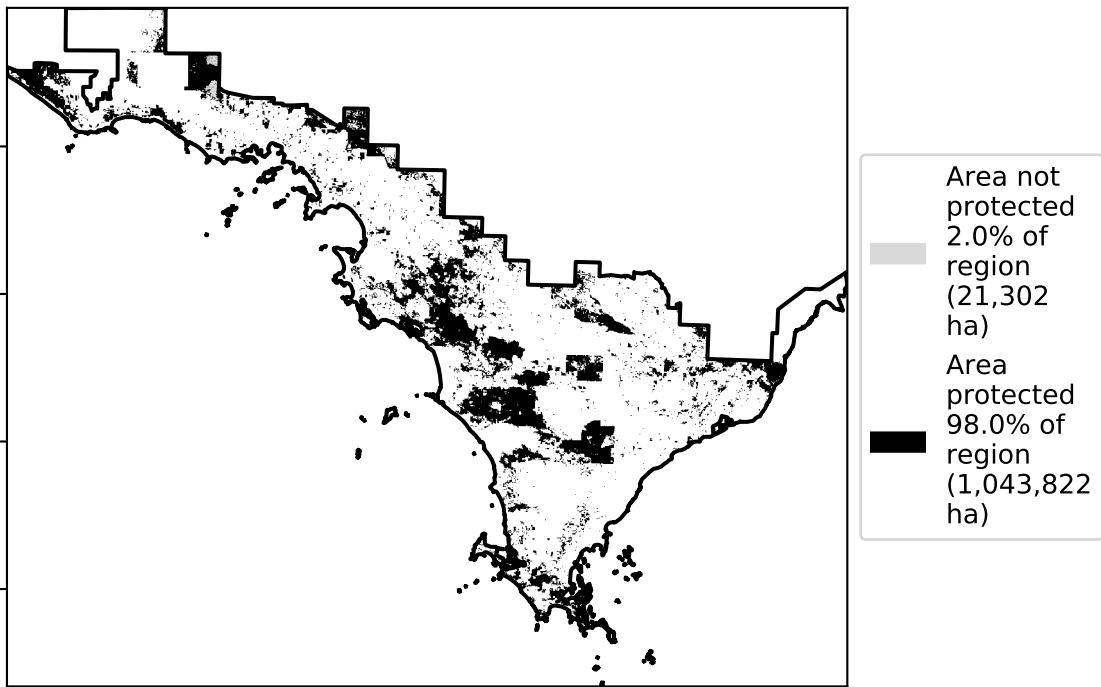 Area not
protected
2.0% of
region
(21,302
ha)
Area
protected
98.0% of
region
(1,043,822
ha)